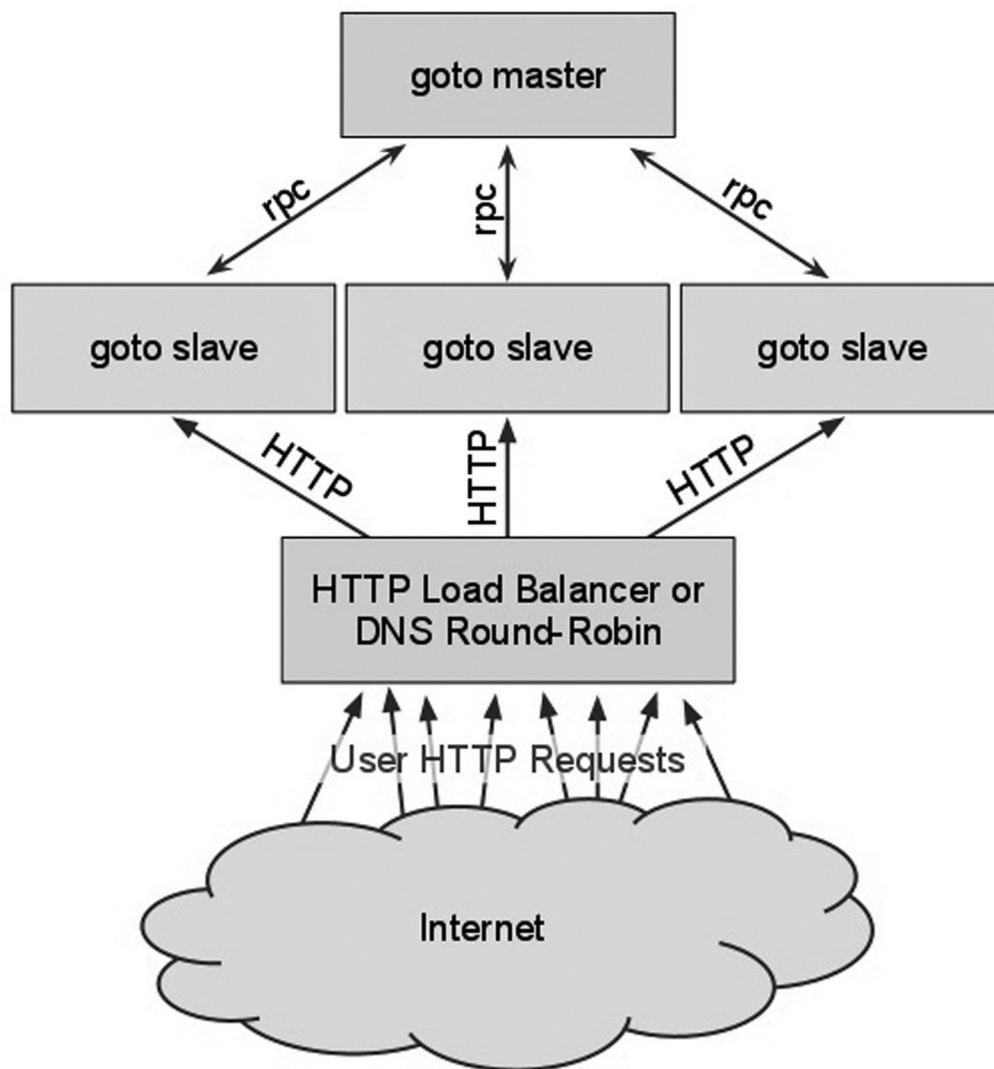 goto master
rpc
rpc
rpc
goto slave
goto slave
goto slave
HTTP
HTTP
HTTP
HTTP Load Balancer or
DNS Round-Robin
User HTTP Requests
Internet